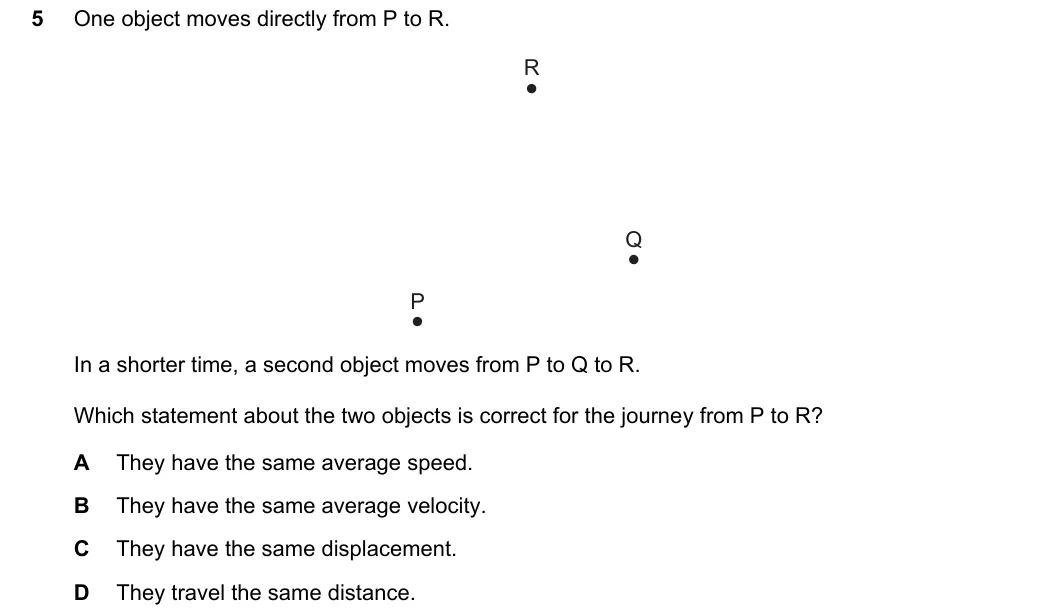 5 One object moves directly from P to R.
R
Q
P
In a shorter time, a second object moves from P to Q to R.
Which statement about the two objects is correct for the journey from P to R?
A They have the same average speed.
B They have the same average velocity.
C They have the same displacement.
D They travel the same distance.